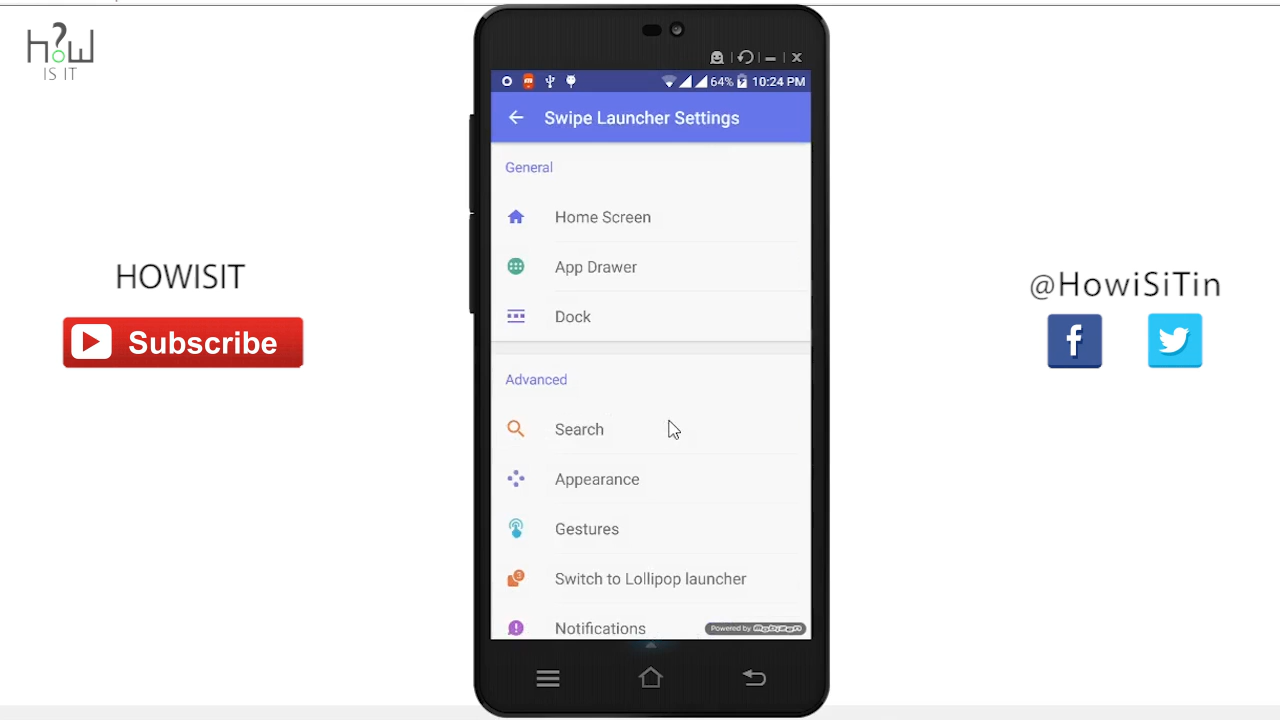 h?W
IS IT
64% 10:24 PM
Swipe Launcher Settings
General
Home Screen
App Drawer
Dock
Advanced
Search
Appearance
Gestures
Switch to Lollipop launcher
Notifications
Powered by Mobizen
HOWISIT
Subscribe
@HowiSiTin